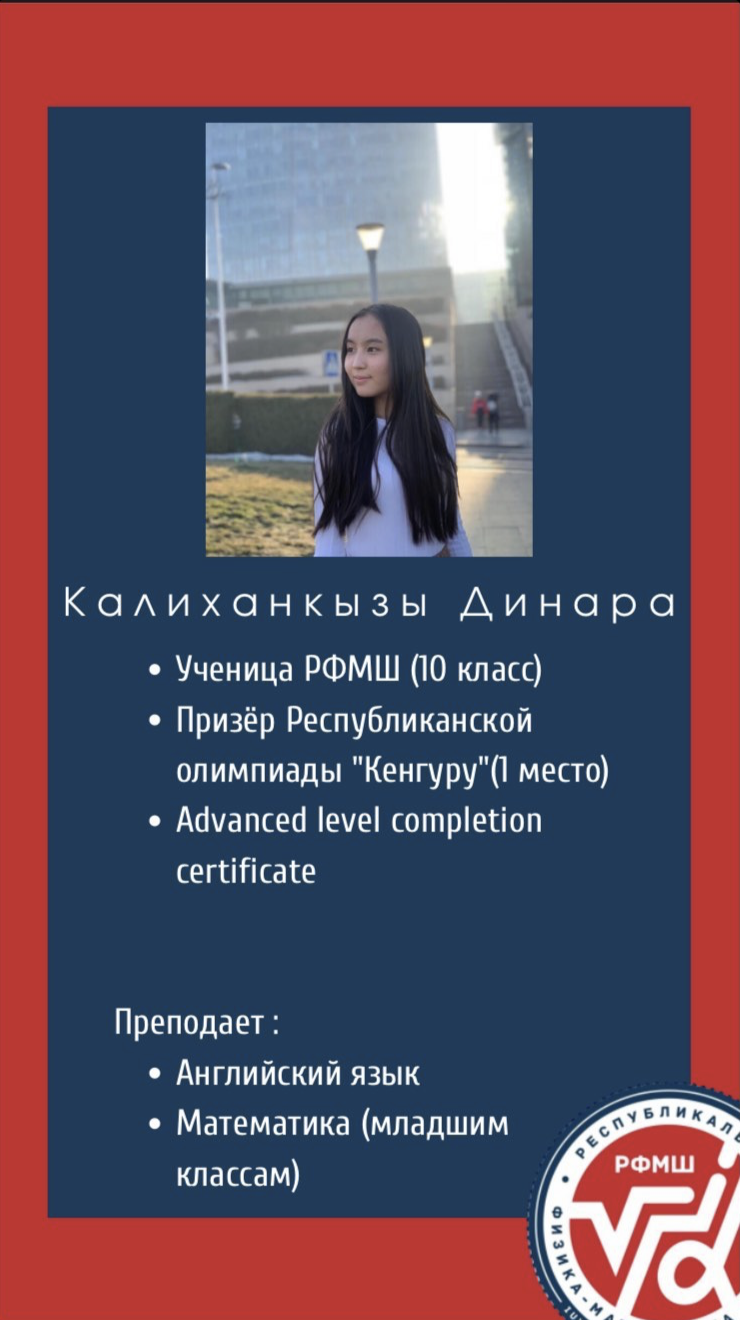 Калиханкызы Динара
• Ученица РФМШ (10 класс)
• Призёр Республиканской
олимпиады "Кенгуру"(1 место)
• Advanced level completion
certificate
Преподает :
• Английский язык
• Математика (младшим
классам)
РФМШ